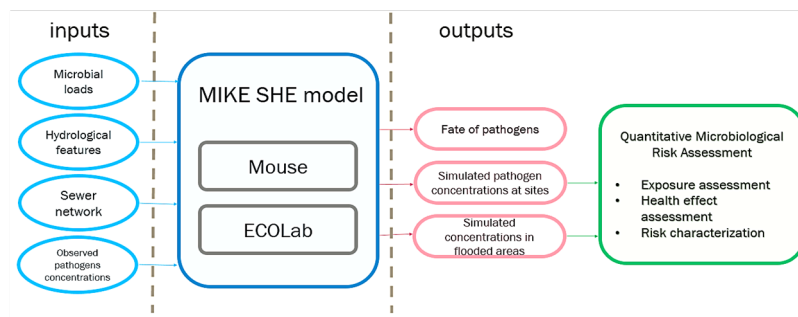 inputs
outputs
Microbial
loads
Hydrological
features
Sewer
network
Observed
pathogens
concentrations
MIKE SHE model
Mouse
ECOLab
Fate of pathogens
Simulated pathogen
concentrations at sites
Simulated
concentrations in
flooded areas
Quantitative Microbiological
Risk Assessment
• Exposure assessment
• Health effect
assessment
• Risk characterization